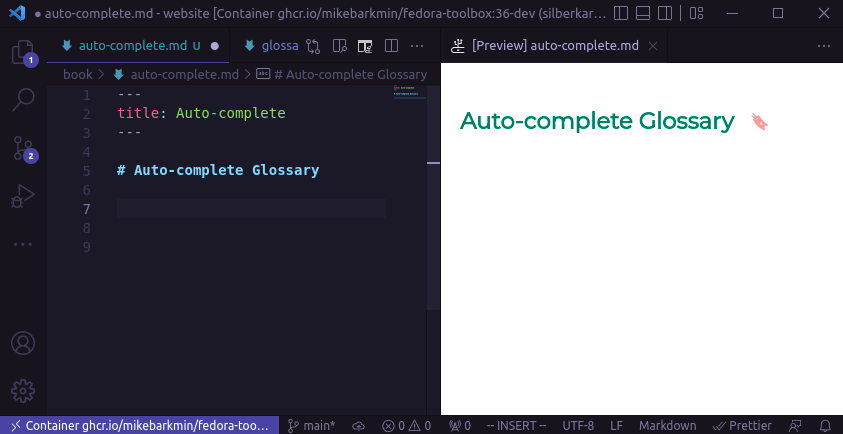 auto-complete.md - website [Container ghcr.io/mikebarkmin/fedora-toolbox:36-dev (silberkar...
auto-complete.md U
glossa
[Preview] auto-complete.md
book > auto-complete.md > abc # Auto-complete Glossary
1 ---
2 title: Auto-complete
3 ---
4
5 # Auto-complete Glossary
6
7
8
9
Auto-complete Glossary
1
2
Container ghcr.io/mikebarkmin/fedora-too... main* 0 0 0 -- INSERT -- UTF-8 LF Markdown Prettier